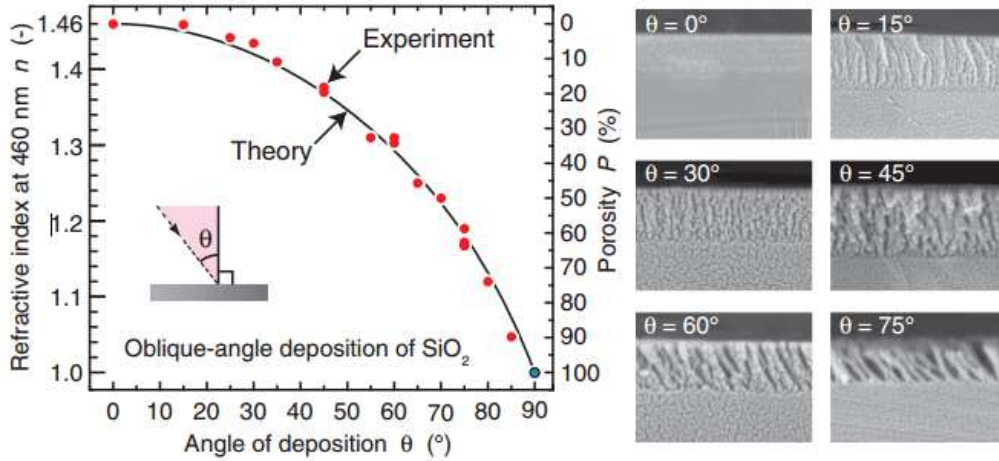 Refractive index at 460 nm n (-)
1.46
1.4
1.3
1.2
1.1
1.0
Experiment
Theory
θ
Oblique-angle deposition of SiO₂
0 10 20 30 40 50 60 70 80 90
Angle of deposition θ (°)
0
10
20
30
40
50
60
70
80
90
100
Porosity P (%)
θ = 0°
θ = 15°
θ = 30°
θ = 45°
θ = 60°
θ = 75°